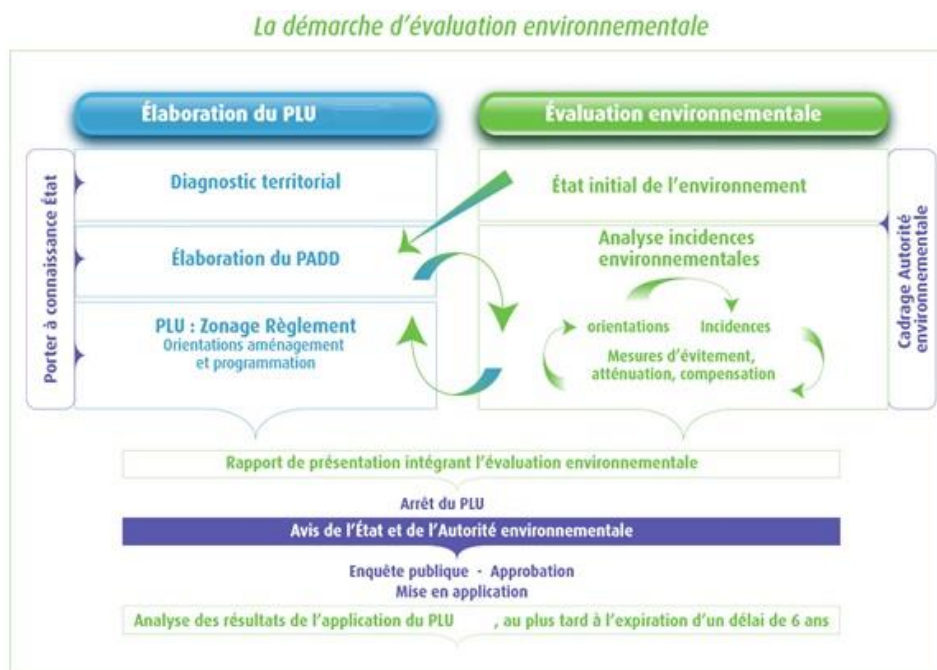 La démarche d'évaluation environnementale
Élaboration du PLU
Évaluation environnementale
Porter à connaissance État
Diagnostic territorial
État initial de l'environnement
Cadrage Autorité
environnementale
Élaboration du PADD
Analyse incidences
environnementales
PLU : Zonage Règlement
Orientations aménagement
et programmation
orientations
Incidences
Mesures d'évitement,
atténuation, compensation
Rapport de présentation intégrant l'évaluation environnementale
Arrêt du PLU
Avis de l'État et de l'Autorité environnementale
Enquête publique - Approbation
Mise en application
Analyse des résultats de l'application du PLU , au plus tard à l'expiration d'un délai de 6 ans